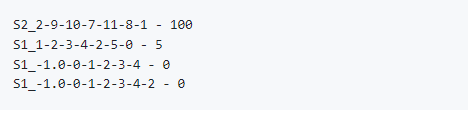 S2_2-9-10-7-11-8-1 - 100
S1_1-2-3-4-2-5-0 - 5
S1_-1.0-0-1-2-3-4 - 0
S1_-1.0-0-1-2-3-4-2 - 0